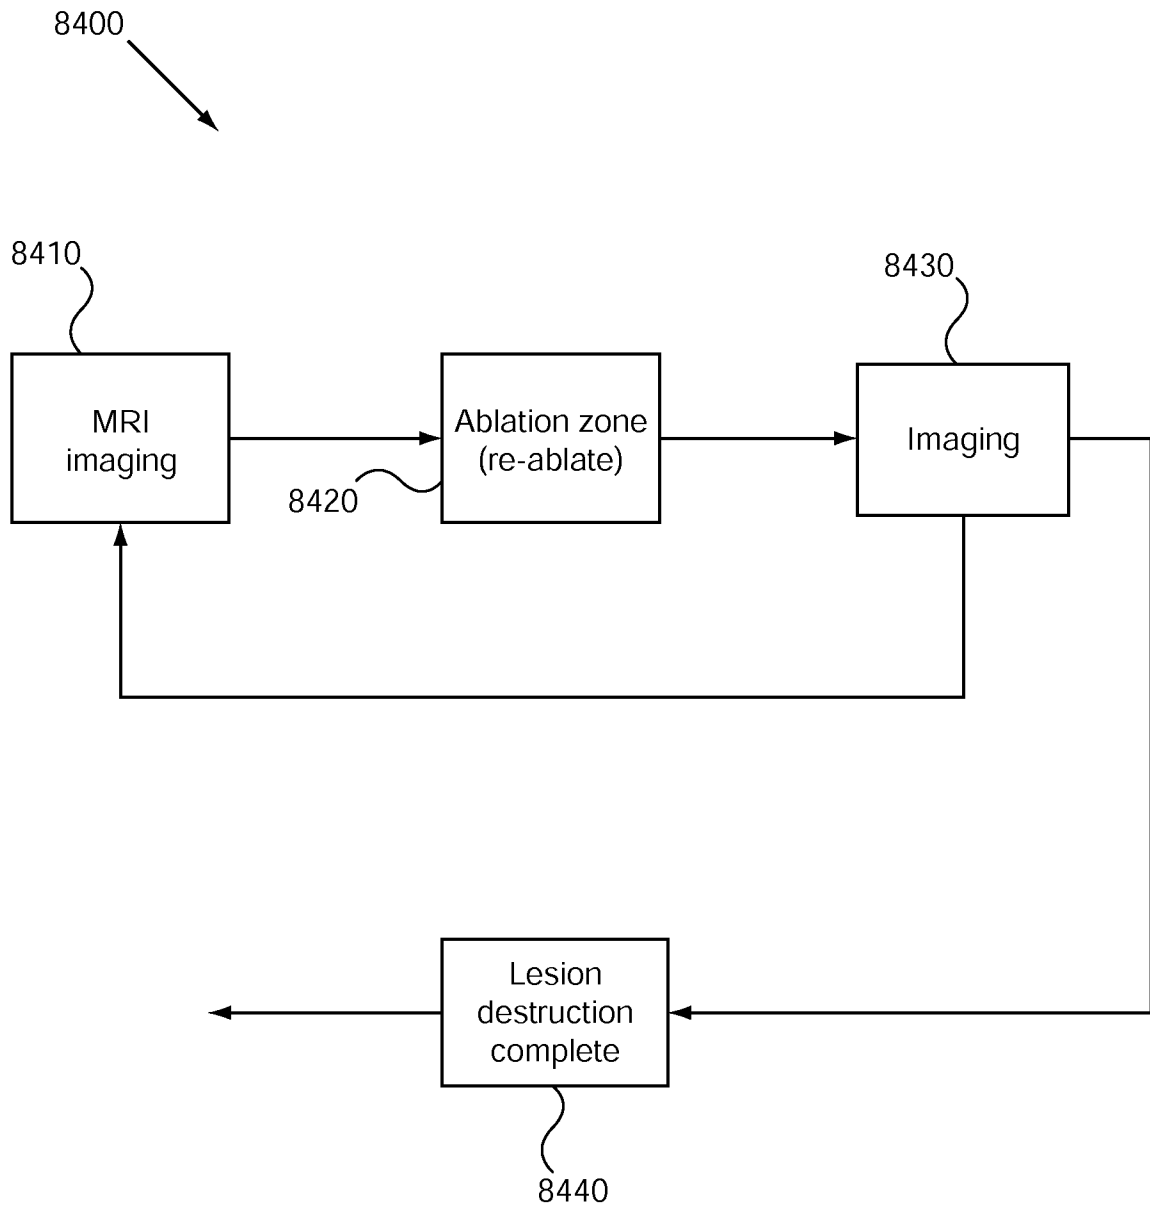 8400
8410
8430
MRI
imaging
Ablation zone
(re-ablate)
Imaging
8420
Lesion
destruction
complete
8440